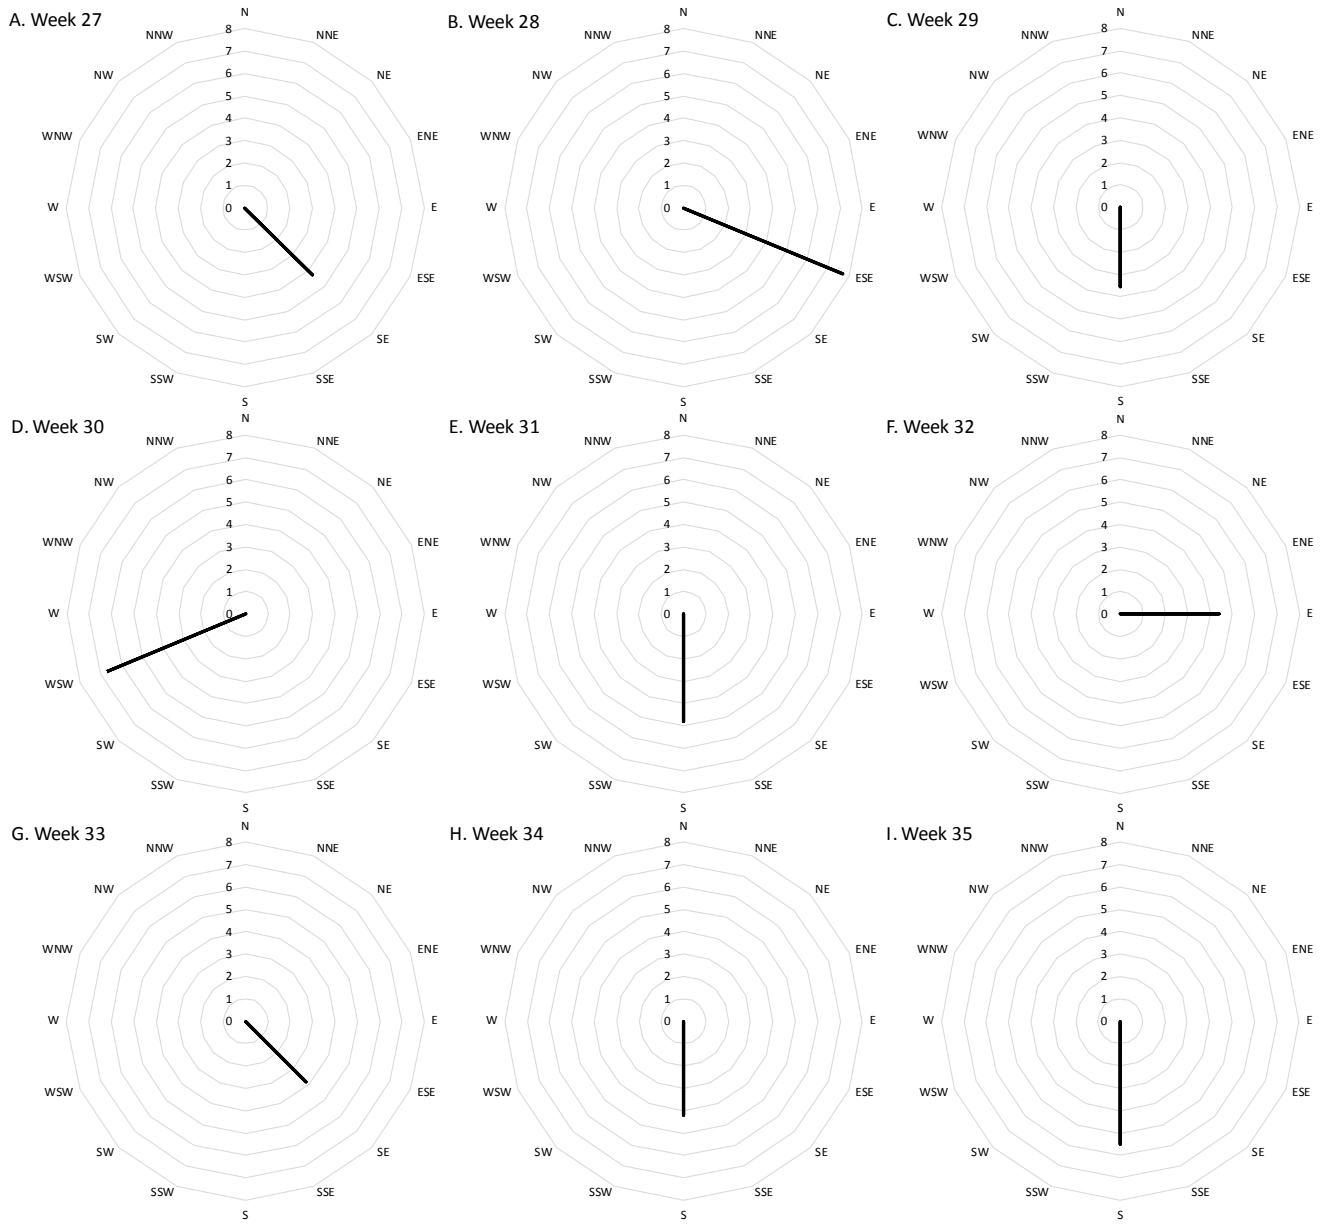 A. Week 27
N
NNW
NNE
NW
NE
WNW
ENE
W
E
WSW
ESE
SW
SE
SSW
SSE
S
8
7
6
5
4
3
2
1
0
B. Week 28
N
NNW
NNE
NW
NE
WNW
ENE
W
E
WSW
ESE
SW
SE
SSW
SSE
S
8
7
6
5
4
3
2
1
0
C. Week 29
N
NNW
NNE
NW
NE
WNW
ENE
W
E
WSW
ESE
SW
SE
SSW
SSE
S
8
7
6
5
4
3
2
1
0
D. Week 30
N
NNW
NNE
NW
NE
WNW
ENE
W
E
WSW
ESE
SW
SE
SSW
SSE
S
8
7
6
5
4
3
2
1
0
E. Week 31
N
NNW
NNE
NW
NE
WNW
ENE
W
E
WSW
ESE
SW
SE
SSW
SSE
S
8
7
6
5
4
3
2
1
0
F. Week 32
N
NNW
NNE
NW
NE
WNW
ENE
W
E
WSW
ESE
SW
SE
SSW
SSE
S
8
7
6
5
4
3
2
1
0
G. Week 33
N
NNW
NNE
NW
NE
WNW
ENE
W
E
WSW
ESE
SW
SE
SSW
SSE
S
8
7
6
5
4
3
2
1
0
H. Week 34
N
NNW
NNE
NW
NE
WNW
ENE
W
E
WSW
ESE
SW
SE
SSW
SSE
S
8
7
6
5
4
3
2
1
0
I. Week 35
N
NNW
NNE
NW
NE
WNW
ENE
W
E
WSW
ESE
SW
SE
SSW
SSE
S
8
7
6
5
4
3
2
1
0